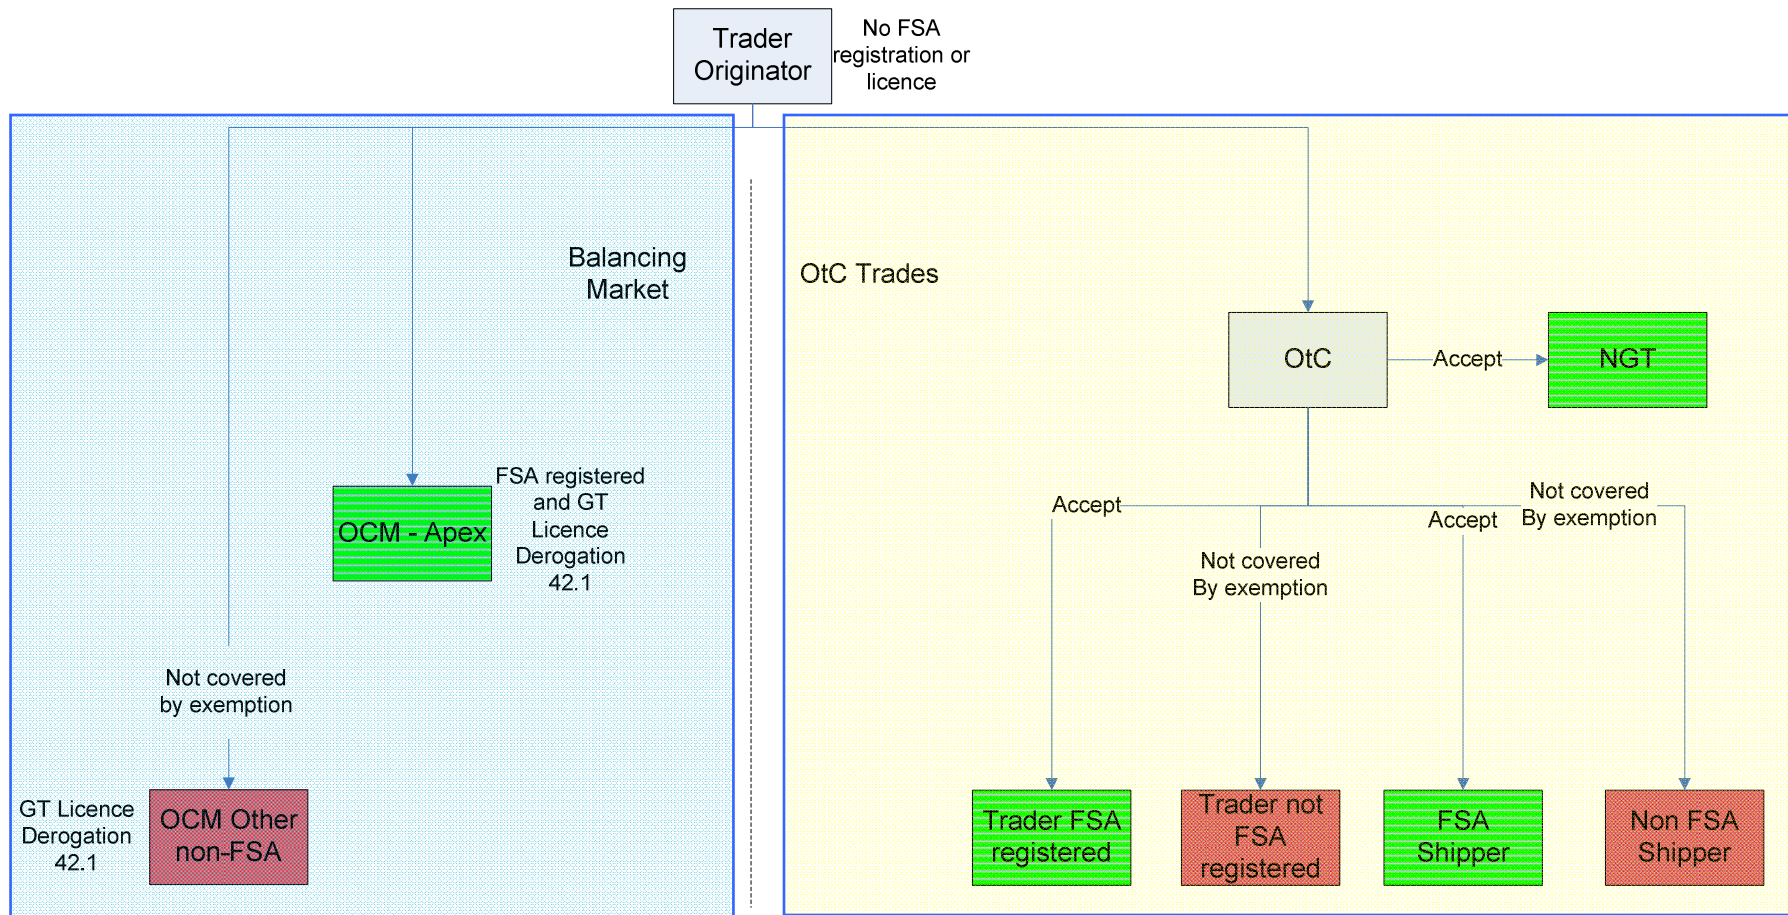 Trader
Originator
No FSA
registration or
licence
Balancing
Market
OtC Trades
OtC
Accept
NGT
FSA registered
and GT
Licence
Derogation
42.1
OCM - Apex
Accept
Not covered
By exemption
Accept
Not covered
By exemption
Not covered
by exemption
GT Licence
Derogation
42.1
OCM Other
non-FSA
Trader FSA
registered
Trader not
FSA
registered
FSA
Shipper
Non FSA
Shipper